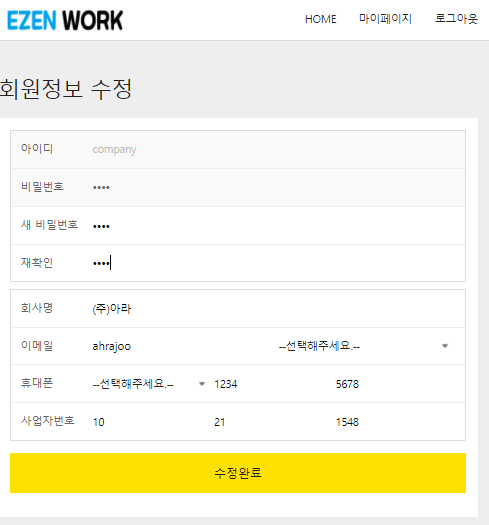 EZEN WORK HOME 마이페이지 로그아웃
회원정보 수정
아이디 company
비밀번호 ••••
새 비밀번호 ••••
재확인 ••••
회사명 (주)아라
이메일 ahrajoo --선택해주세요.--
휴대폰 --선택해주세요.-- 1234 5678
사업자번호 10 21 1548
수정완료